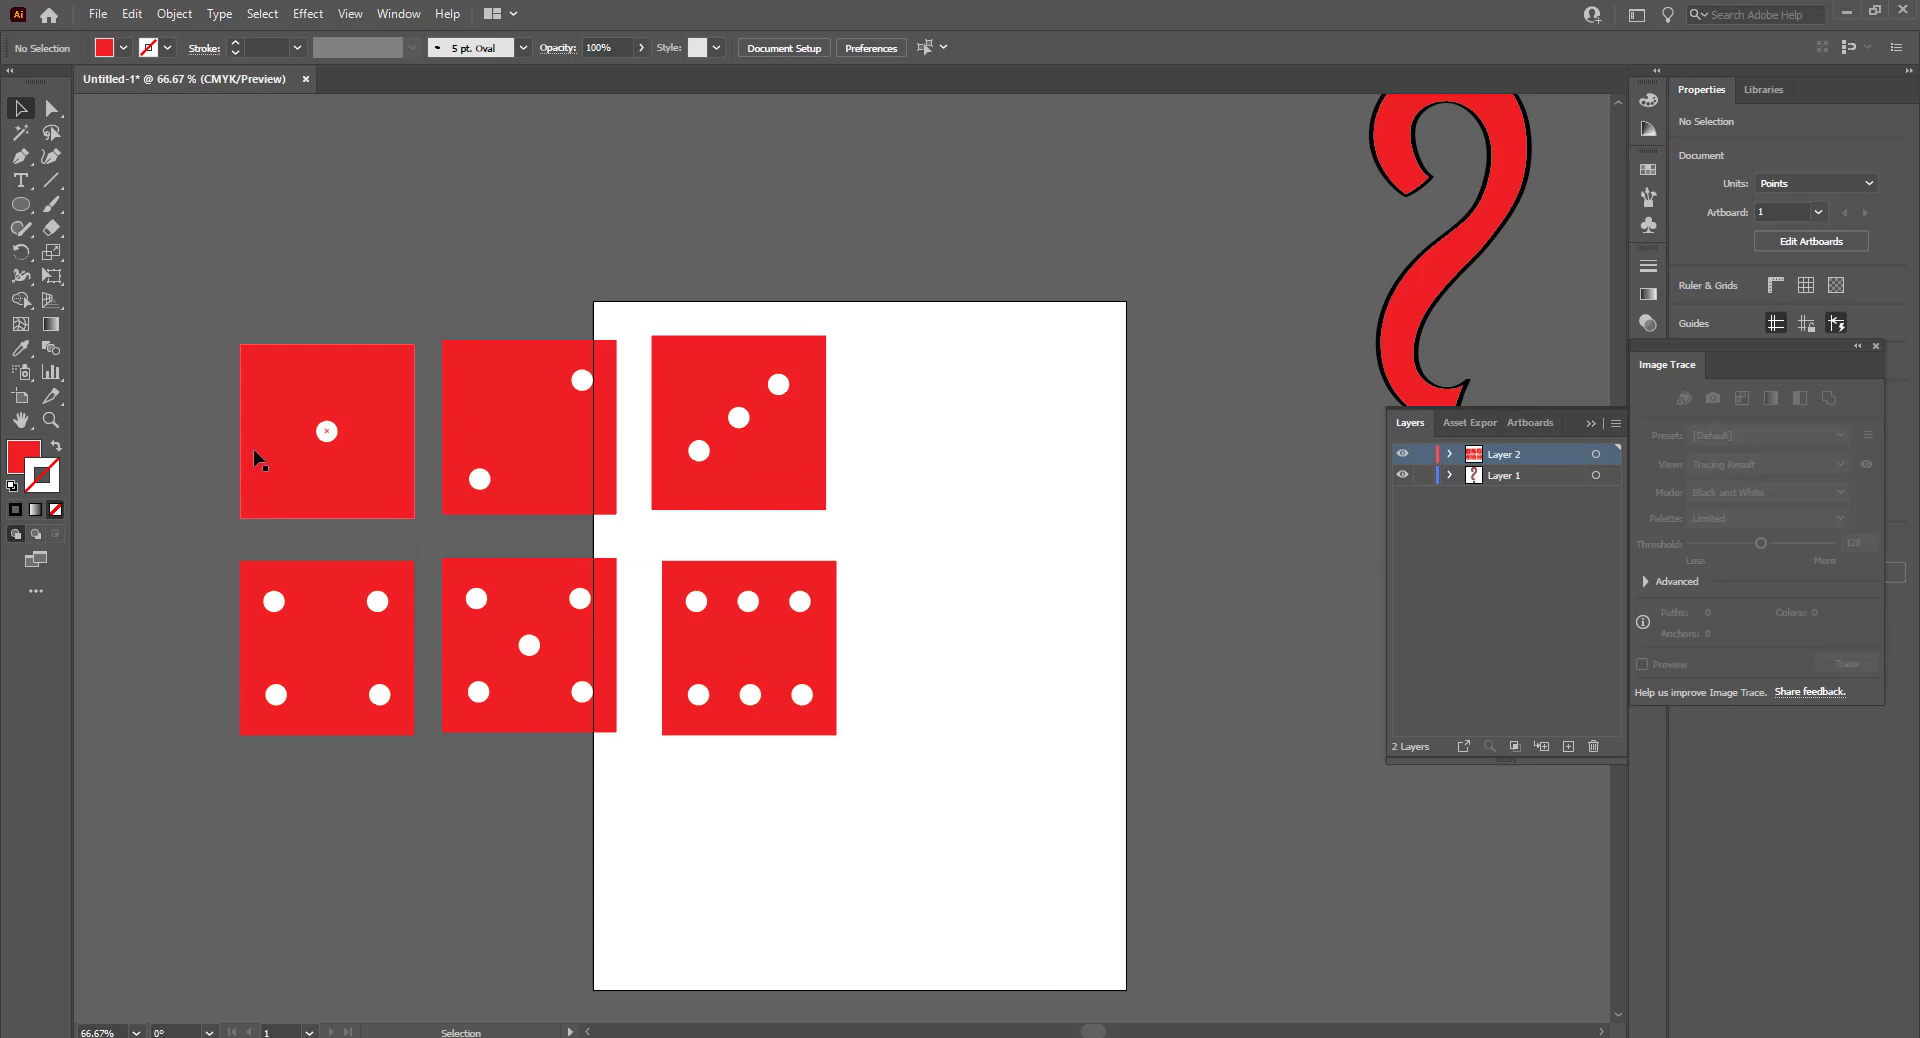 Ai File Edit Object Type Select Effect View Window Help Search Adobe Help
No Selection Stroke: 5 pt. Oval Opacity: 100% Style: Document Setup Preferences
Untitled-1* @ 66.67 % (CMYK/Preview)
Properties Libraries
No Selection
Document
Units: Points
Artboard: 1
Edit Artboards
Ruler & Grids
Guides
Image Trace
Preset: [Default]
View: Tracing Result
Mode: Black and White
Palette: Limited
Threshold: 128
Less More
Advanced
Paths: 0 Colors: 0
Anchors: 0
Preview Trace
Help us improve Image Trace. Share feedback.
Layers Asset Expor Artboards
Layer 2
Layer 1
2 Layers
66.67% 0° 1 Selection